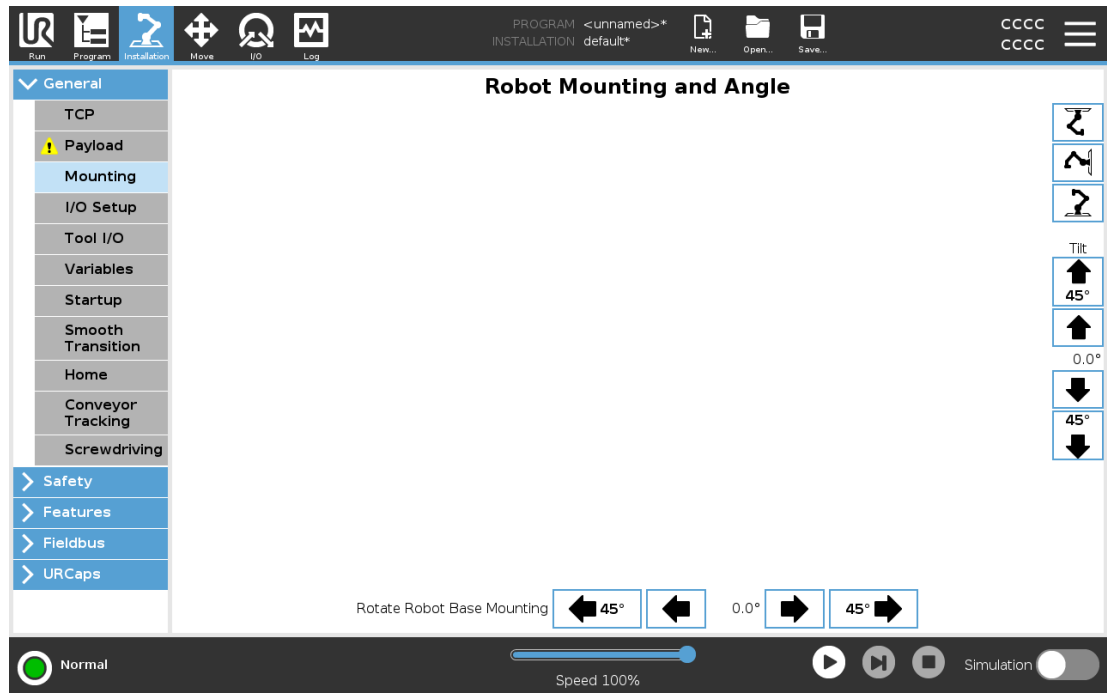 PROGRAM <unnamed>*
INSTALLATION default*
CCCC
CCCC
Run
Program
Installation
Move
I/O
Log
New...
Open...
Save...
General
TCP
Payload
Mounting
I/O Setup
Tool I/O
Variables
Startup
Smooth
Transition
Home
Conveyor
Tracking
Screwdriving
Safety
Features
Fieldbus
URCaps
Robot Mounting and Angle
Tilt
45°
0.0°
45°
Rotate Robot Base Mounting 45° 0.0° 45°
Normal
Speed 100%
Simulation